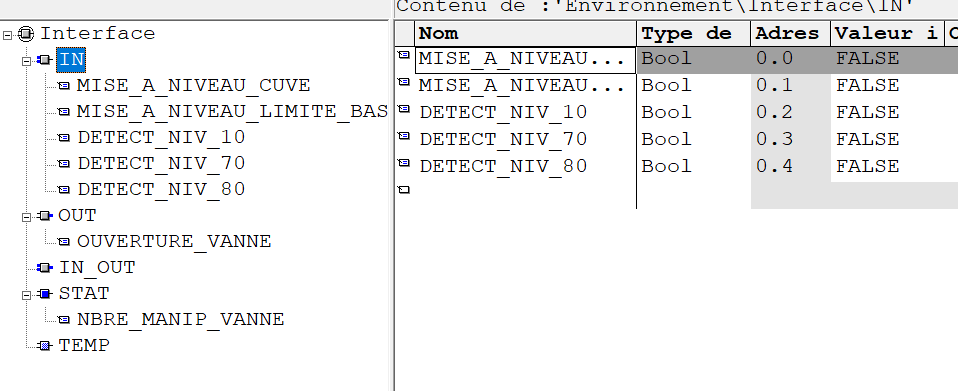 Contenu de :'Environnement\Interface\IN'
Interface
IN
MISE_A_NIVEAU_CUVE
MISE_A_NIVEAU_LIMITE_BAS
DETECT_NIV_10
DETECT_NIV_70
DETECT_NIV_80
OUT
OUVERTURE_VANNE
IN_OUT
STAT
NBRE_MANIP_VANNE
TEMP
Nom Type de Adres Valeur i
MISE_A_NIVEAU... Bool 0.0 FALSE
MISE_A_NIVEAU... Bool 0.1 FALSE
DETECT_NIV_10 Bool 0.2 FALSE
DETECT_NIV_70 Bool 0.3 FALSE
DETECT_NIV_80 Bool 0.4 FALSE